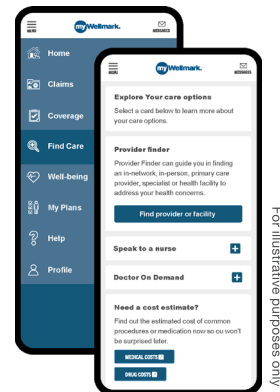 MENU
myWellmark.
MESSAGES
Home
Claims
Coverage
Find Care
Well-being
My Plans
Help
Profile
MENU
myWellmark.
MESSAGES
Explore Your care options
Select a card below to learn more about
your care options.
Provider finder
Provider Finder can guide you in finding
an in-network, in-person, primary care
provider, specialist or health facility to
address your health concerns.
Find provider or facility
Speak to a nurse
Doctor On Demand
Need a cost estimate?
Find out the estimated cost of common
procedures or medication now so ou won't
be surprised later.
MEDICAL COSTS
DRUG COSTS
For illustrative purposes only